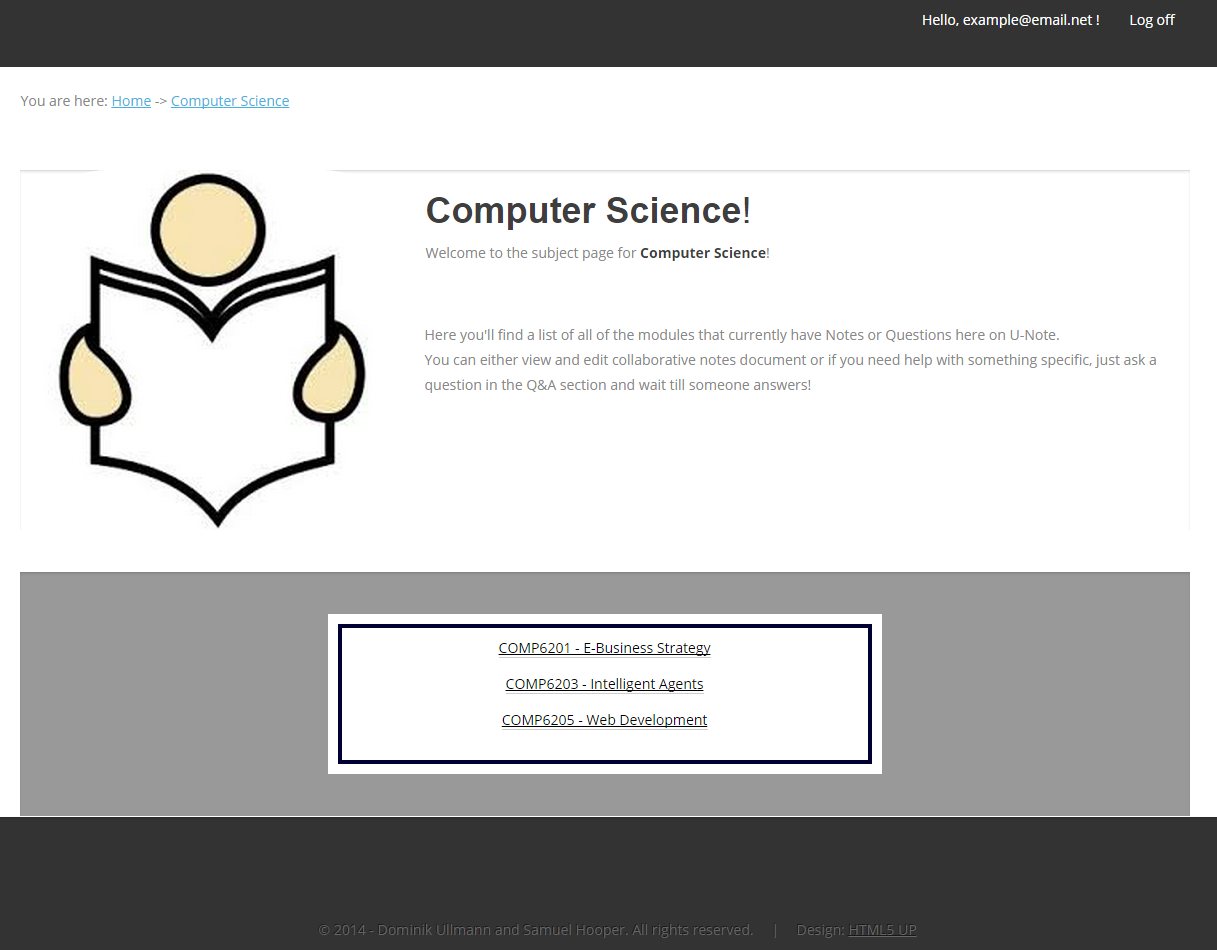 Hello, example@email.net ! Log off
You are here: Home -> Computer Science
Computer Science!
Welcome to the subject page for Computer Science!
Here you'll find a list of all of the modules that currently have Notes or Questions here on U-Note.
You can either view and edit collaborative notes document or if you need help with something specific, just ask a
question in the Q&A section and wait till someone answers!
COMP6201 - E-Business Strategy
COMP6203 - Intelligent Agents
COMP6205 - Web Development
© 2014 - Dominik Ullmann and Samuel Hooper. All rights reserved. | Design: HTML5 UP